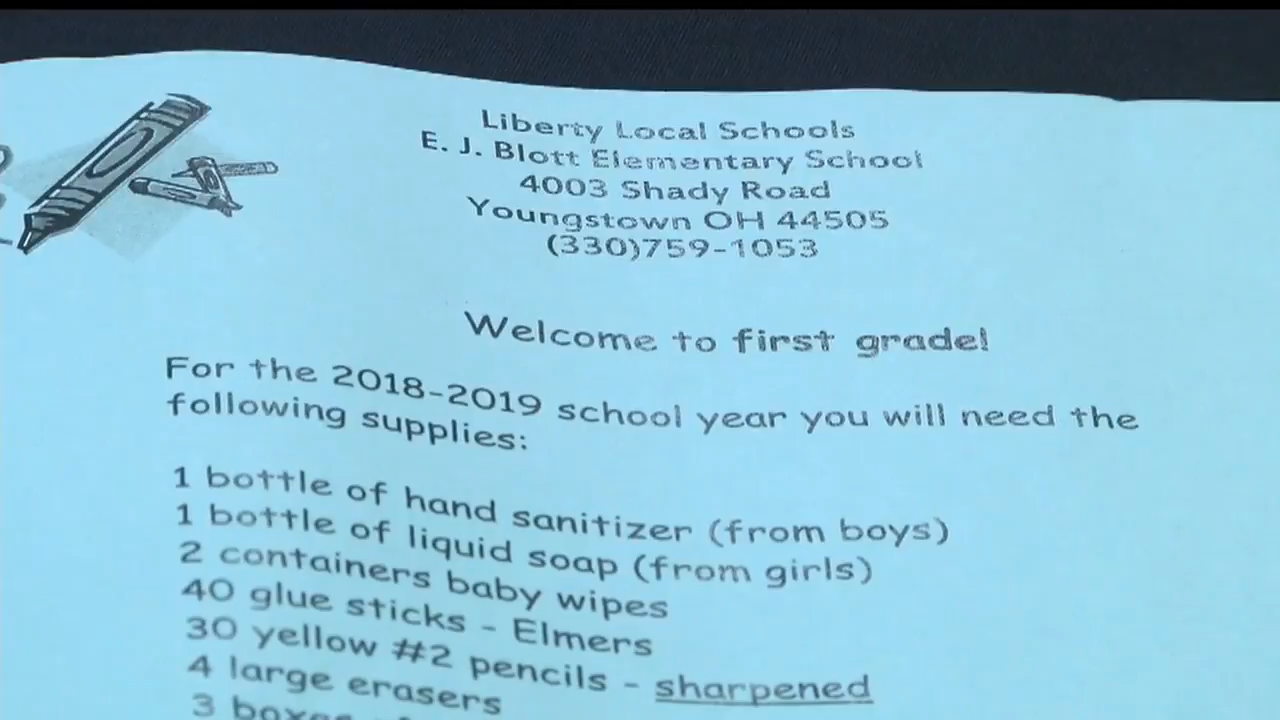 Liberty Local Schools
E. J. Blott Elementary School
4003 Shady Road
Youngstown OH 44505
(330)759-1053
Welcome to first grade!
For the 2018-2019 school year you will need the
following supplies:
1 bottle of hand sanitizer (from boys)
1 bottle of liquid soap (from girls)
2 containers baby wipes
40 glue sticks - Elmers
30 yellow #2 pencils - sharpened
4 large erasers
3 boxes